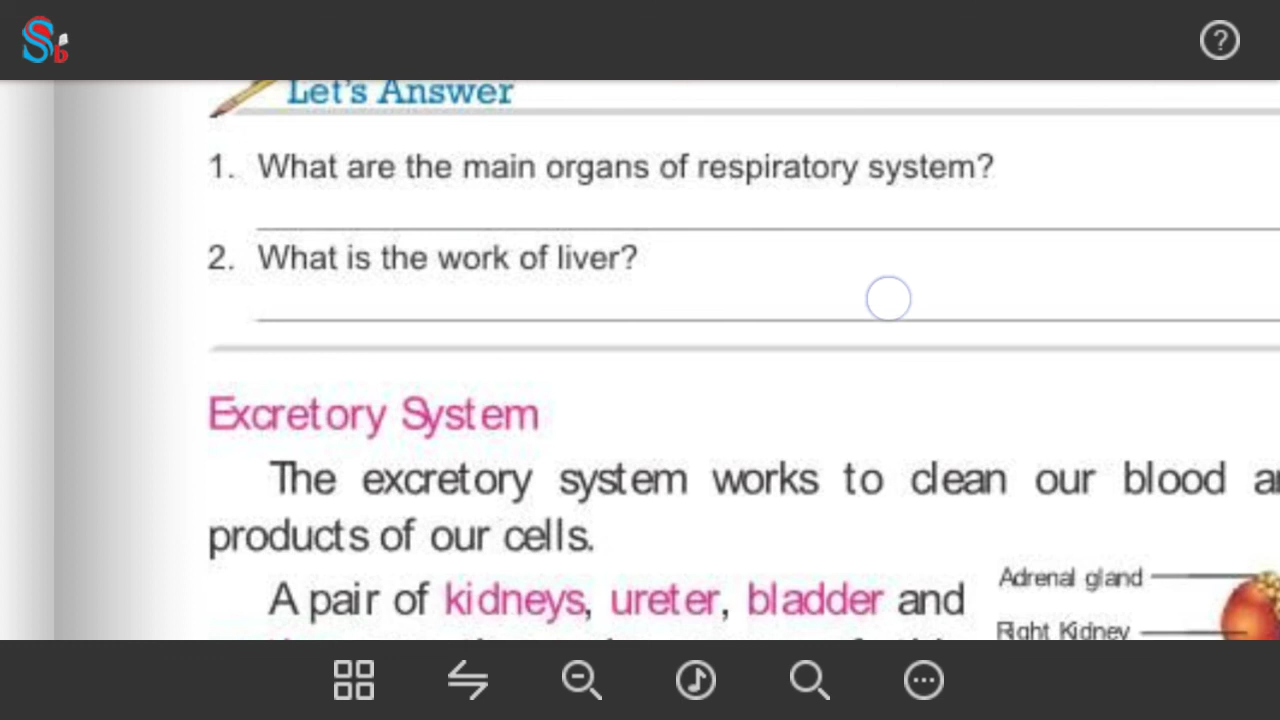 Let's Answer
1. What are the main organs of respiratory system?
2. What is the work of liver?
Excretory System
The excretory system works to clean our blood
products of our cells.
A pair of kidneys, ureter, bladder and
Adrenal gland
Right Kidney